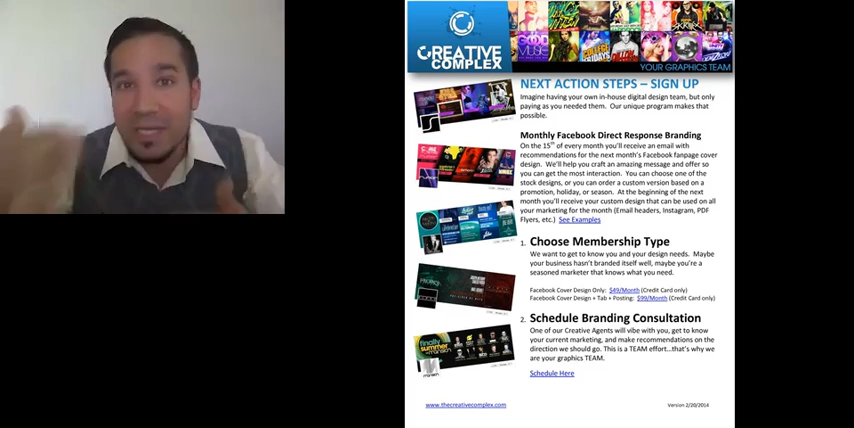 CREATIVE
COMPLEX
YOUR GRAPHICS TEAM
NEXT ACTION STEPS – SIGN UP
Imagine having your own in-house digital design team, but only
paying as you needed them. Our unique program makes that
possible.
Monthly Facebook Direct Response Branding
On the 15th of every month you'll receive an email with
recommendations for the next month's Facebook fanpage cover
design. We'll help you craft an amazing message and offer so
you can get the most interaction. You can choose one of the
stock designs, or you can order a custom version based on a
promotion, holiday, or season. At the beginning of the next
month you'll receive your custom design that can be used on all
your marketing for the month (Email headers, Instagram, PDF
Flyers, etc.) See Examples
1. Choose Membership Type
We want to get to know you and your design needs. Maybe
your business hasn't branded itself well, maybe you're a
seasoned marketer that knows what you need.
Facebook Cover Design Only: $49/Month (Credit Card only)
Facebook Cover Design + Tab + Posting: $99/Month (Credit Card only)
2. Schedule Branding Consultation
One of our Creative Agents will vibe with you, get to know
your current marketing, and make recommendations on the
direction we should go. This is a TEAM effort...that's why we
are your graphics TEAM.
Schedule Here
finally
summer
www.thecreativecomplex.com
Version 2/20/2014